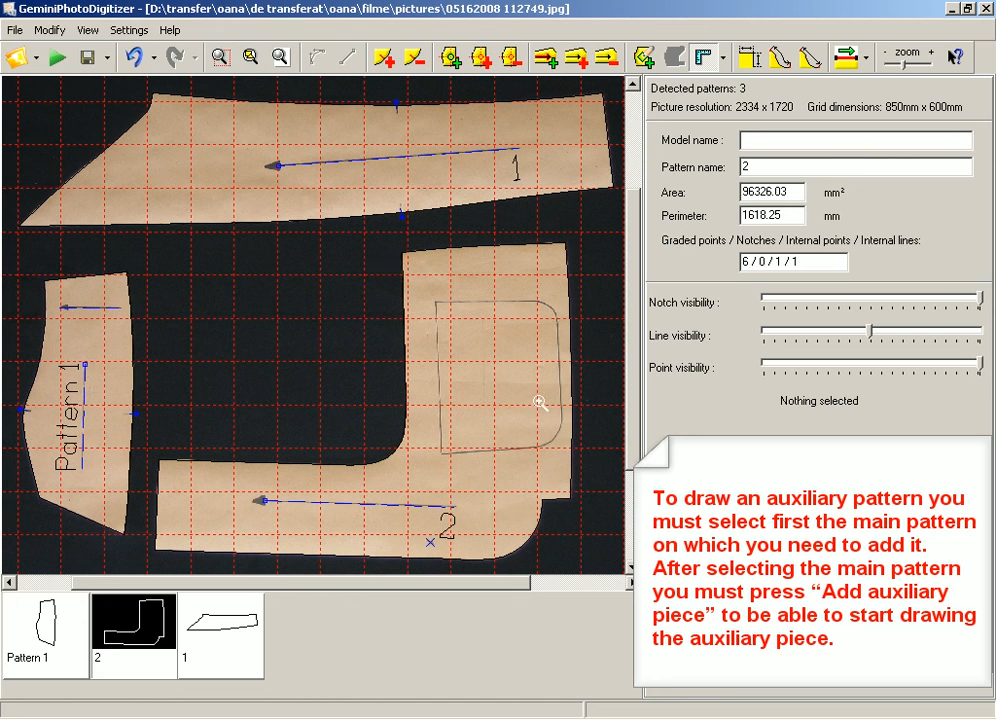 GeminiPhotoDigitizer - [D:\transfer\oana\de transferat\oana\filme\pictures\05162008 112749.jpg]
File Modify View Settings Help
- zoom +
Detected patterns: 3
Picture resolution: 2334 x 1720 Grid dimensions: 850mm x 600mm
Model name :
Pattern name: 2
Area: 96326.03 mm²
Perimeter: 1618.25 mm
Graded points / Notches / Internal points / Internal lines:
6 / 0 / 1 / 1
Notch visibility :
Line visibility :
Point visibility :
Nothing selected
1
Pattern 1
2
To draw an auxiliary pattern you
must select first the main pattern
on which you need to add it.
After selecting the main pattern
you must press “Add auxiliary
piece” to be able to start drawing
the auxiliary piece.
Pattern 1
2
1